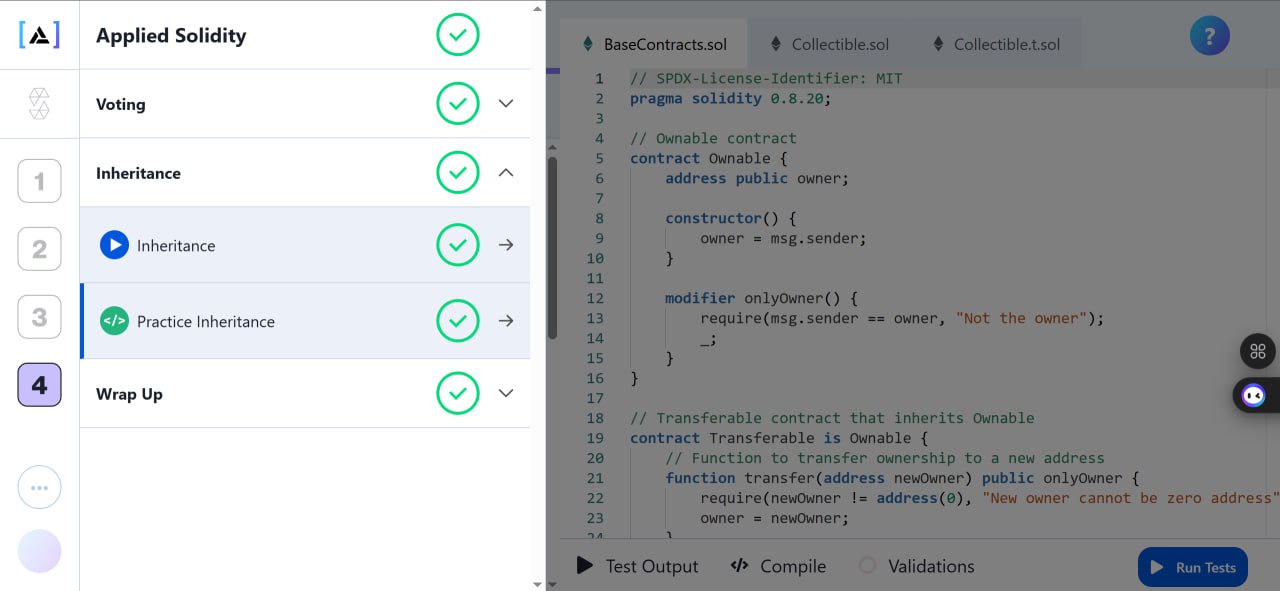 Applied Solidity
Voting
Inheritance
Inheritance
</> Practice Inheritance
Wrap Up
1
2
3
4
BaseContracts.sol
Collectible.sol
Collectible.t.sol
?
1 // SPDX-License-Identifier: MIT
2 pragma solidity 0.8.20;
3
4 // Ownable contract
5 contract Ownable {
6 address public owner;
7
8 constructor() {
9 owner = msg.sender;
10 }
11
12 modifier onlyOwner() {
13 require(msg.sender == owner, "Not the owner");
14 _;
15 }
16 }
17
18 // Transferable contract that inherits Ownable
19 contract Transferable is Ownable {
20 // Function to transfer ownership to a new address
21 function transfer(address newOwner) public onlyOwner {
22 require(newOwner != address(0), "New owner cannot be zero address"
23 owner = newOwner;
24 }
Test Output
</> Compile
Validations
Run Tests